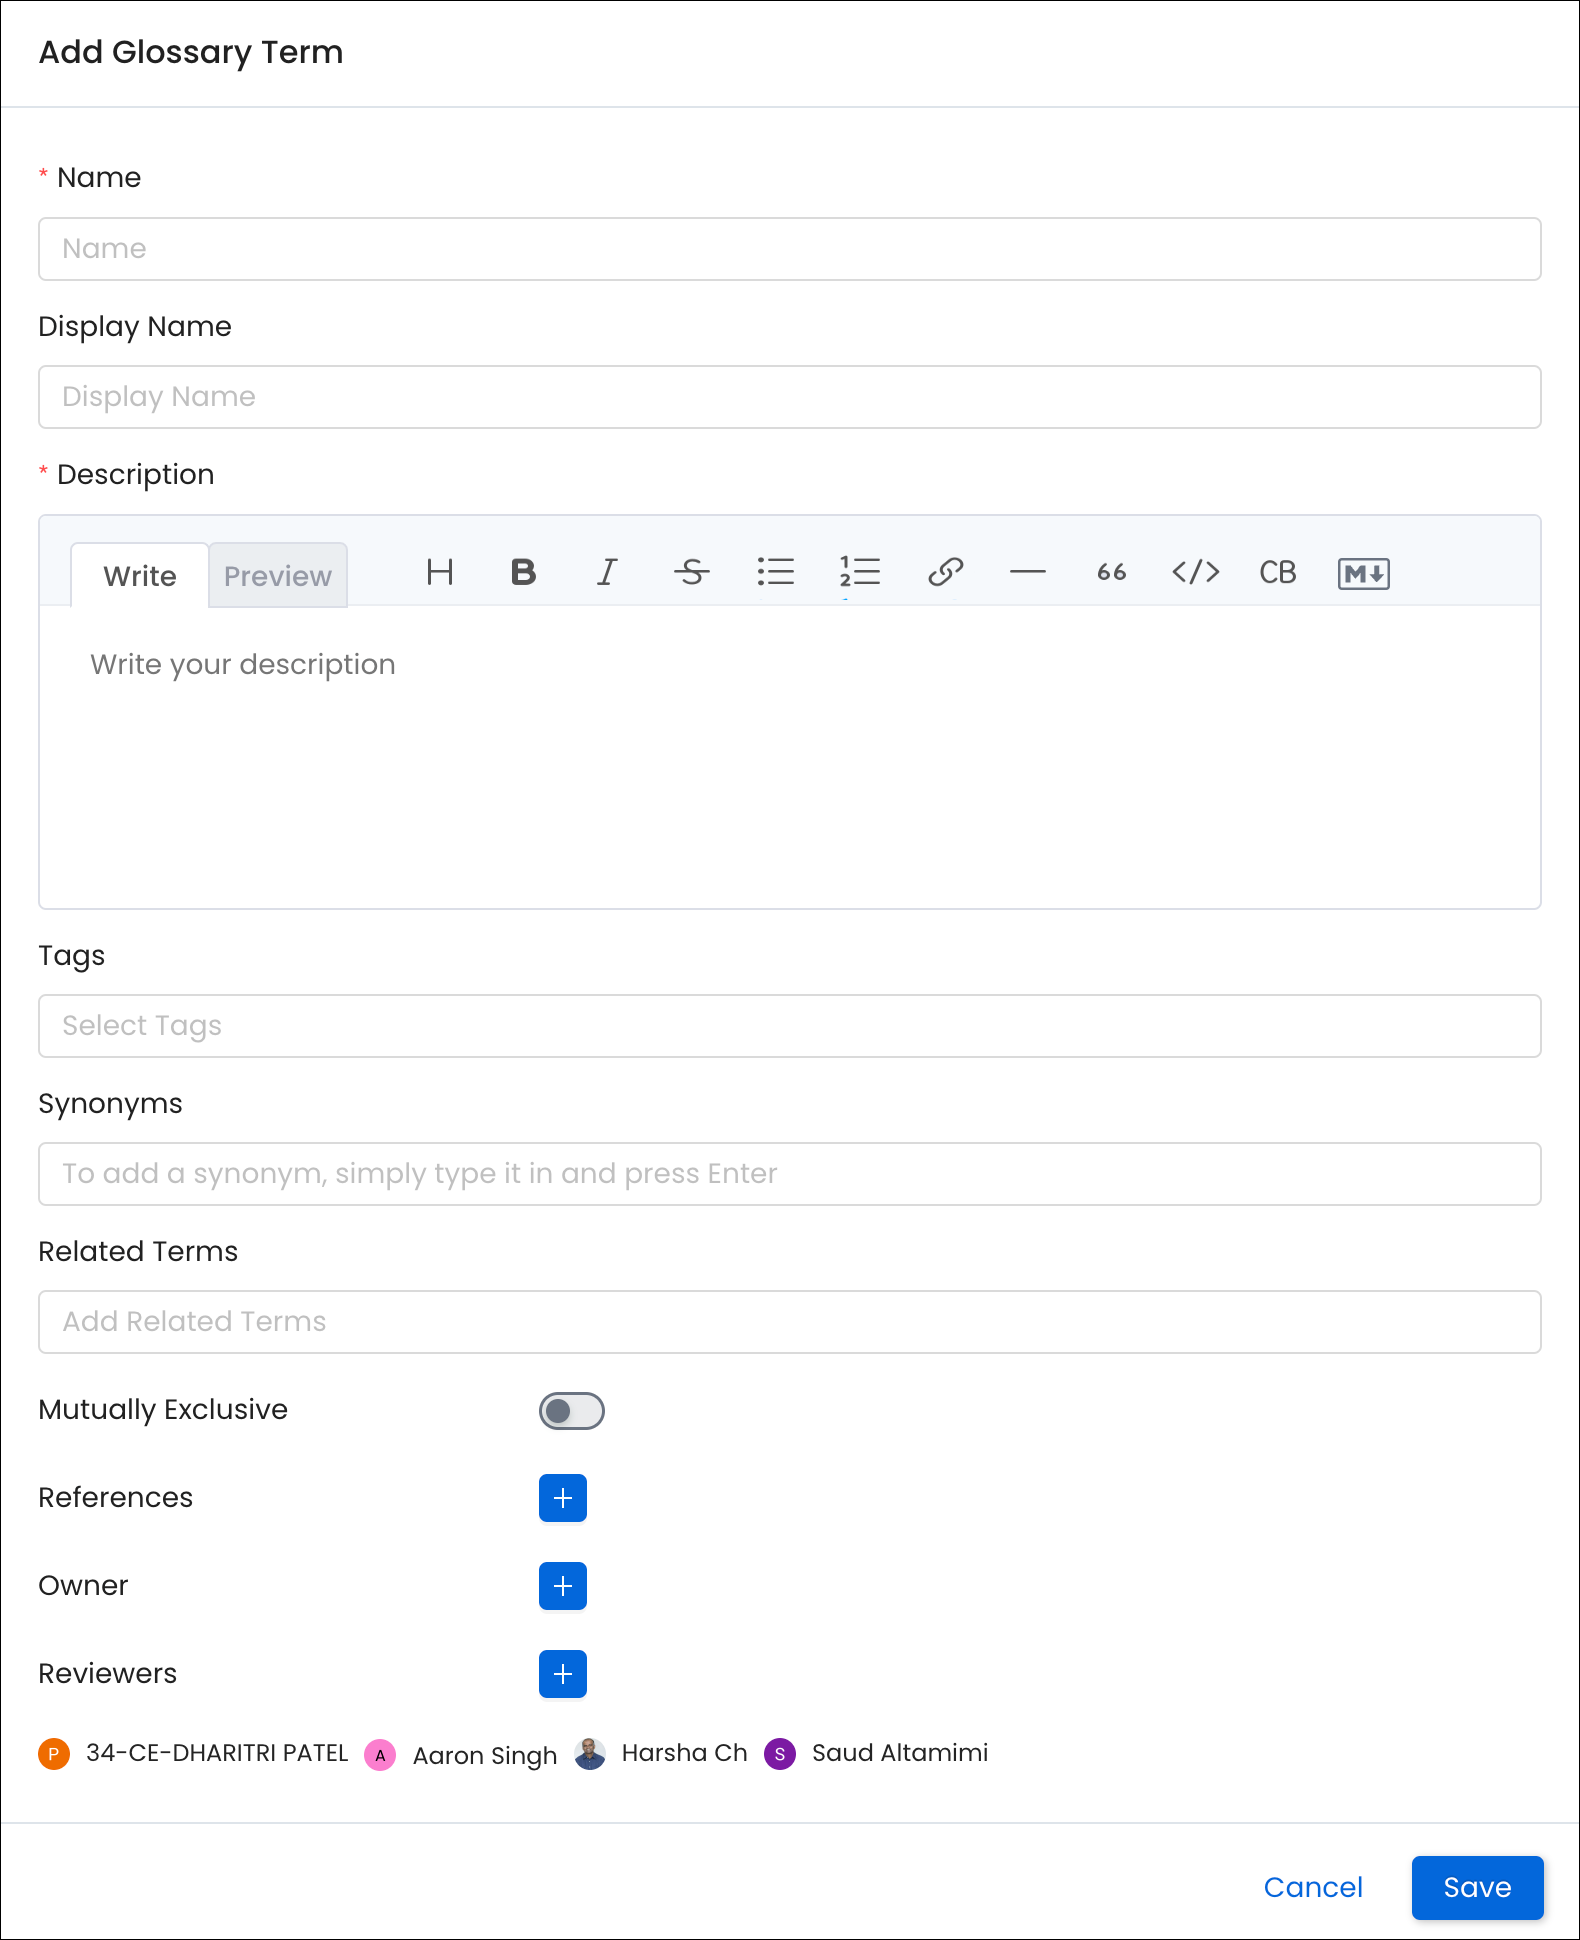 Add Glossary Term
* Name
Name
Display Name
Display Name
* Description
Write Preview H B I S 1 2 — 66 </> CB M↓
Write your description
Tags
Select Tags
Synonyms
To add a synonym, simply type it in and press Enter
Related Terms
Add Related Terms
Mutually Exclusive
References +
Owner +
Reviewers +
P 34-CE-DHARITRI PATEL A Aaron Singh Harsha Ch S Saud Altamimi
Cancel Save